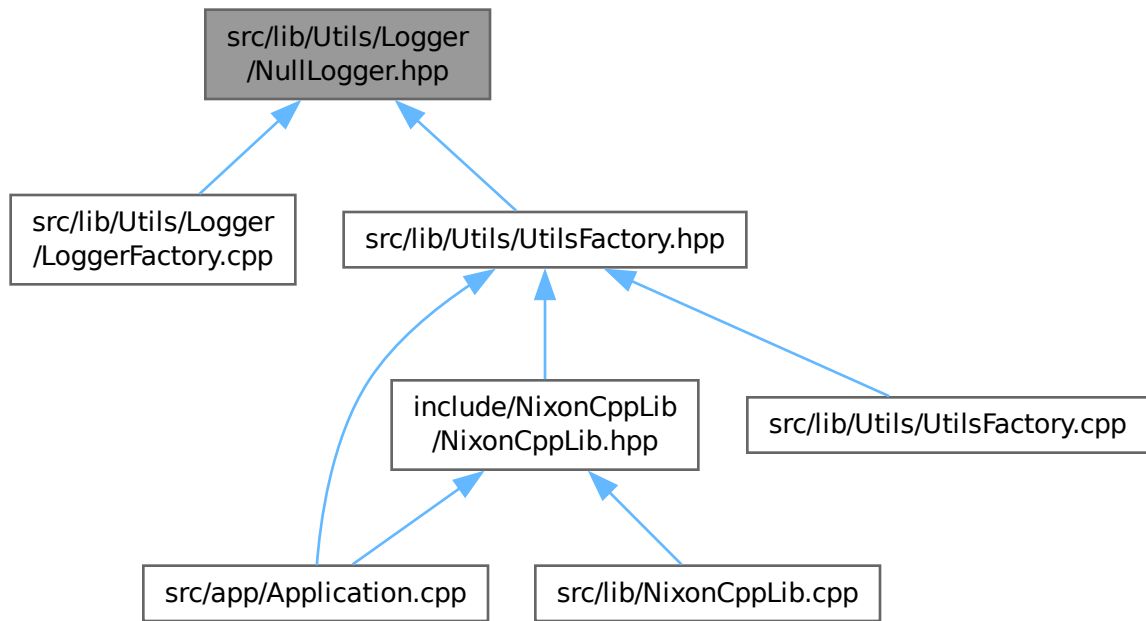 src/lib/Utils/Logger
/NullLogger.hpp
src/lib/Utils/Logger
/LoggerFactory.cpp
src/lib/Utils/UtilsFactory.hpp
include/NixonCppLib
/NixonCppLib.hpp
src/lib/Utils/UtilsFactory.cpp
src/app/Application.cpp
src/lib/NixonCppLib.cpp